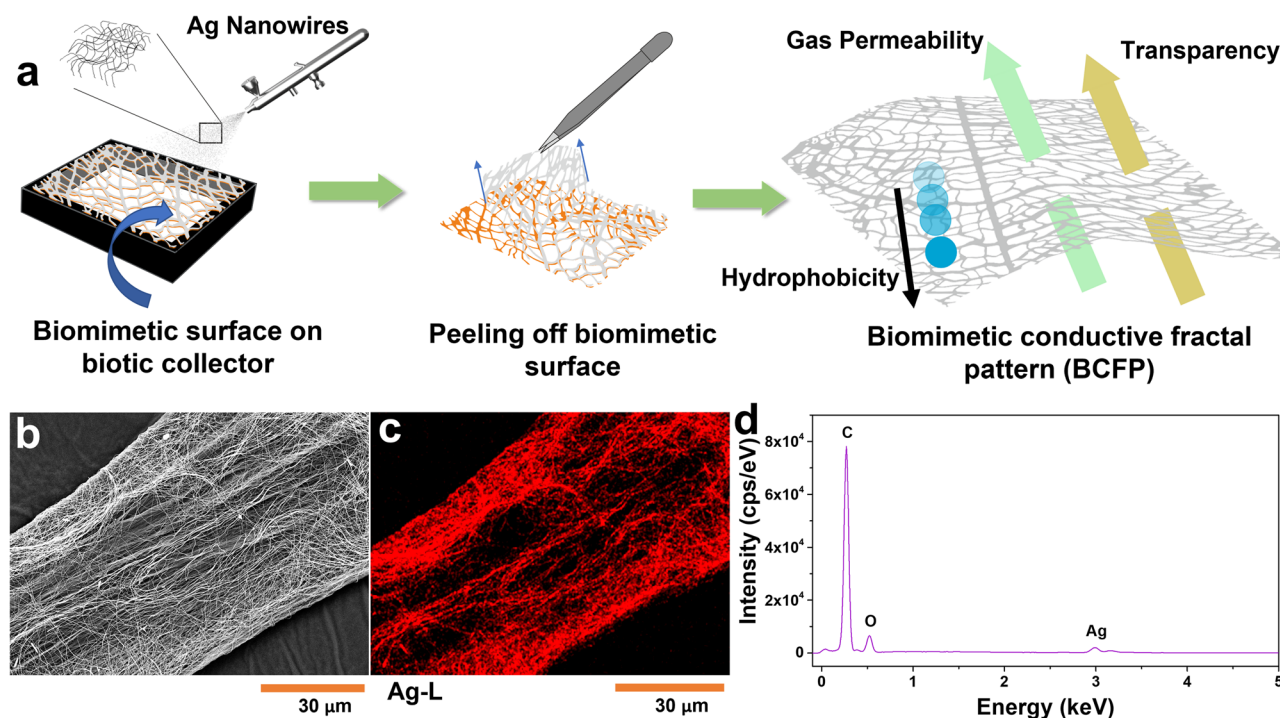 a
Ag Nanowires
Biomimetic surface on
biotic collector
Peeling off biomimetic
surface
Gas Permeability
Transparency
Hydrophobicity
Biomimetic conductive fractal
pattern (BCFP)
b
30 μm
c
Ag-L
30 μm
d
Intensity (cps/eV)
8x10⁴
6x10⁴
4x10⁴
2x10⁴
0
C
O
Ag
0 1 2 3 4 5
Energy (keV)